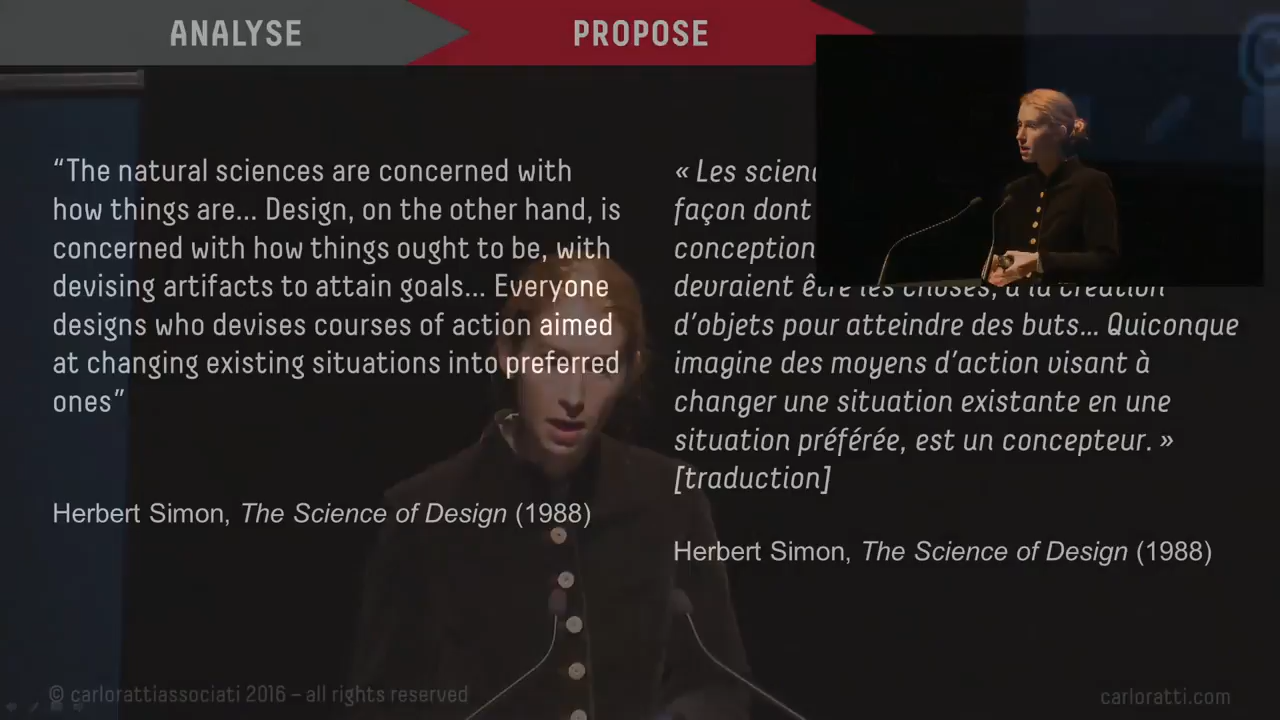 ANALYSE
PROPOSE
“The natural sciences are concerned with
how things are... Design, on the other hand, is
concerned with how things ought to be, with
devising artifacts to attain goals... Everyone
designs who devises courses of action aimed
at changing existing situations into preferred
ones”
Herbert Simon, The Science of Design (1988)
« Les
façon dont
conception
devraient être les choses, à la création
d’objets pour atteindre des buts... Quiconque
imagine des moyens d’action visant à
changer une situation existante en une
situation préférée, est un concepteur. »
[traduction]
Herbert Simon, The Science of Design (1988)
© carlorattiassociati 2016 – all rights reserved
carloratti.com